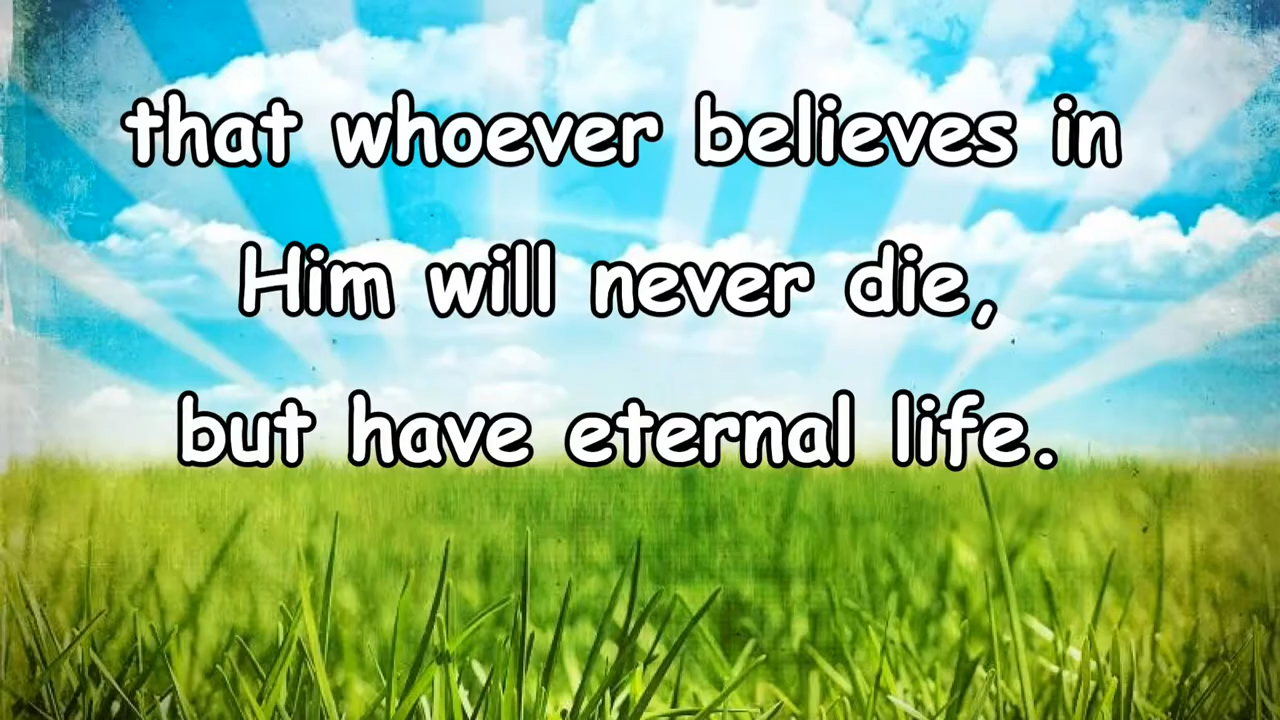 that whoever believes in
Him will never die,
but have eternal life.